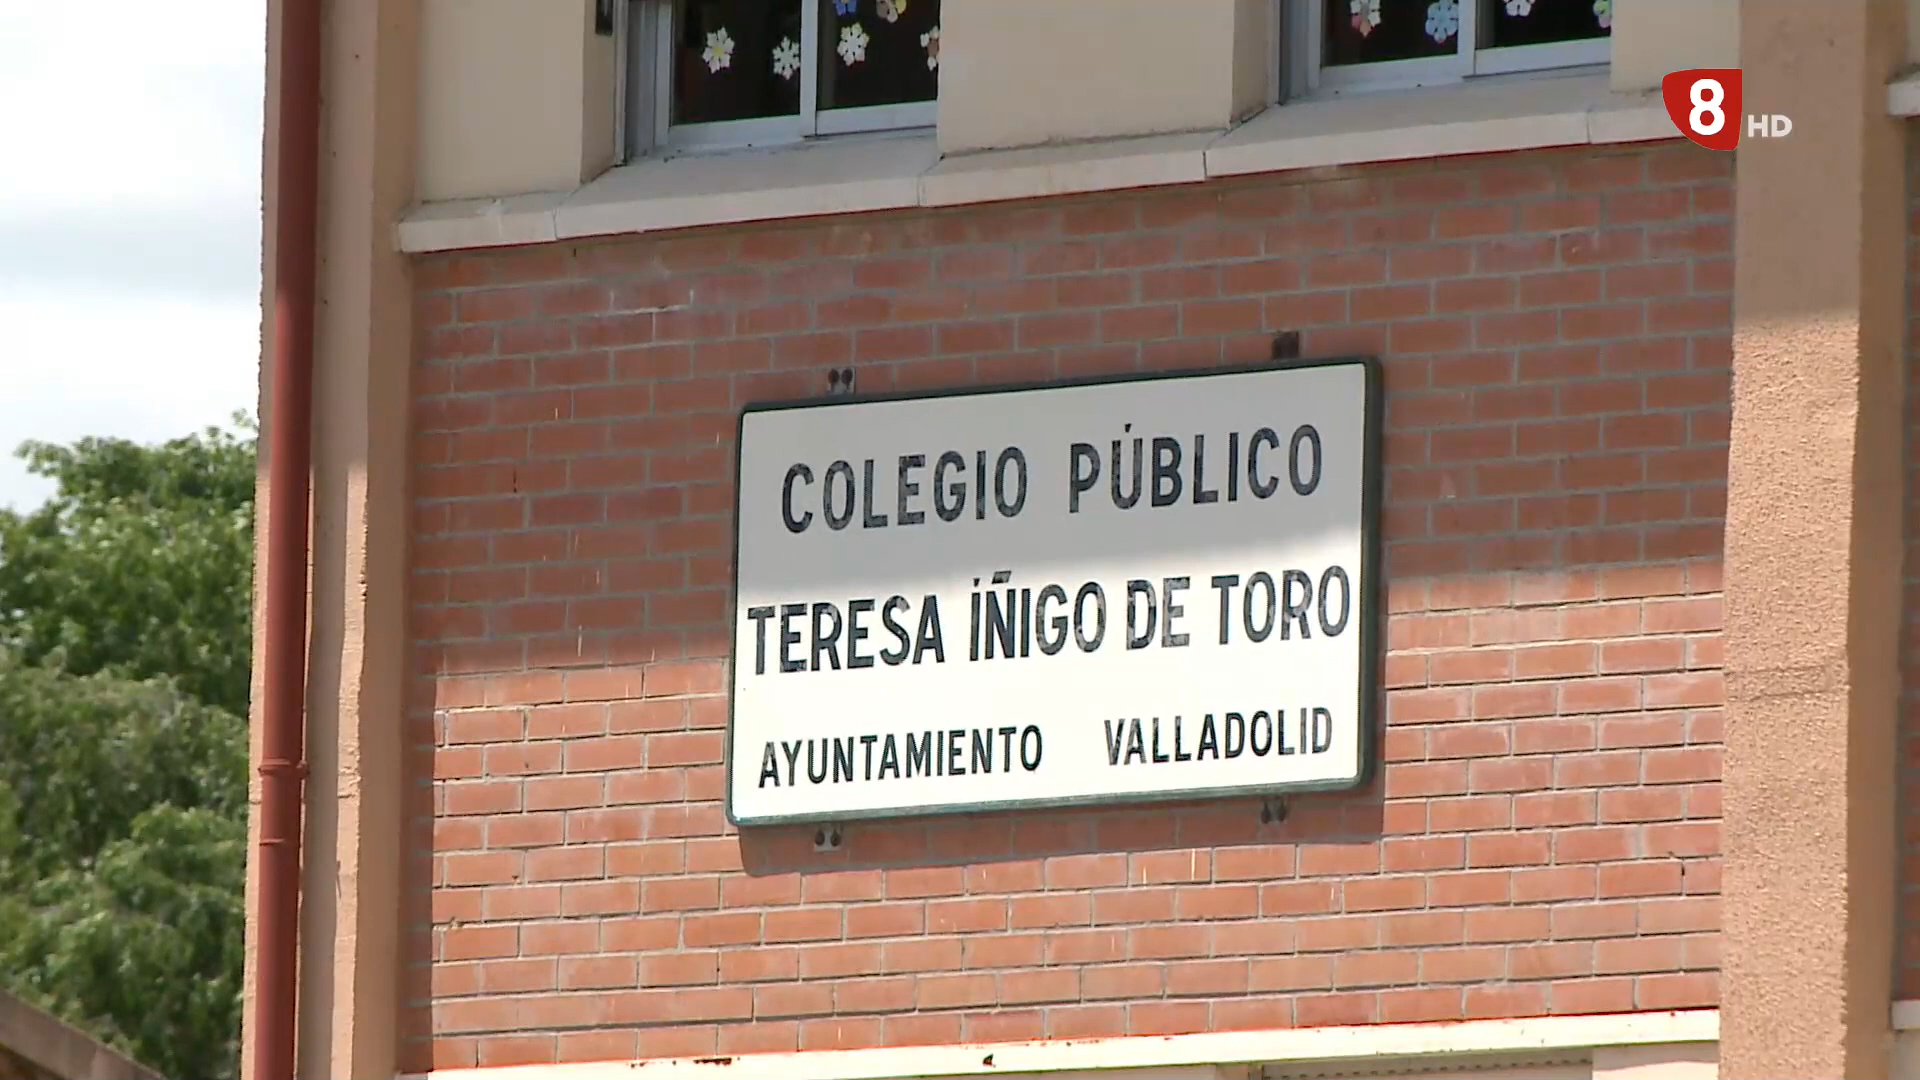 8 HD
COLEGIO PÚBLICO
TERESA ÍÑIGO DE TORO
AYUNTAMIENTO VALLADOLID